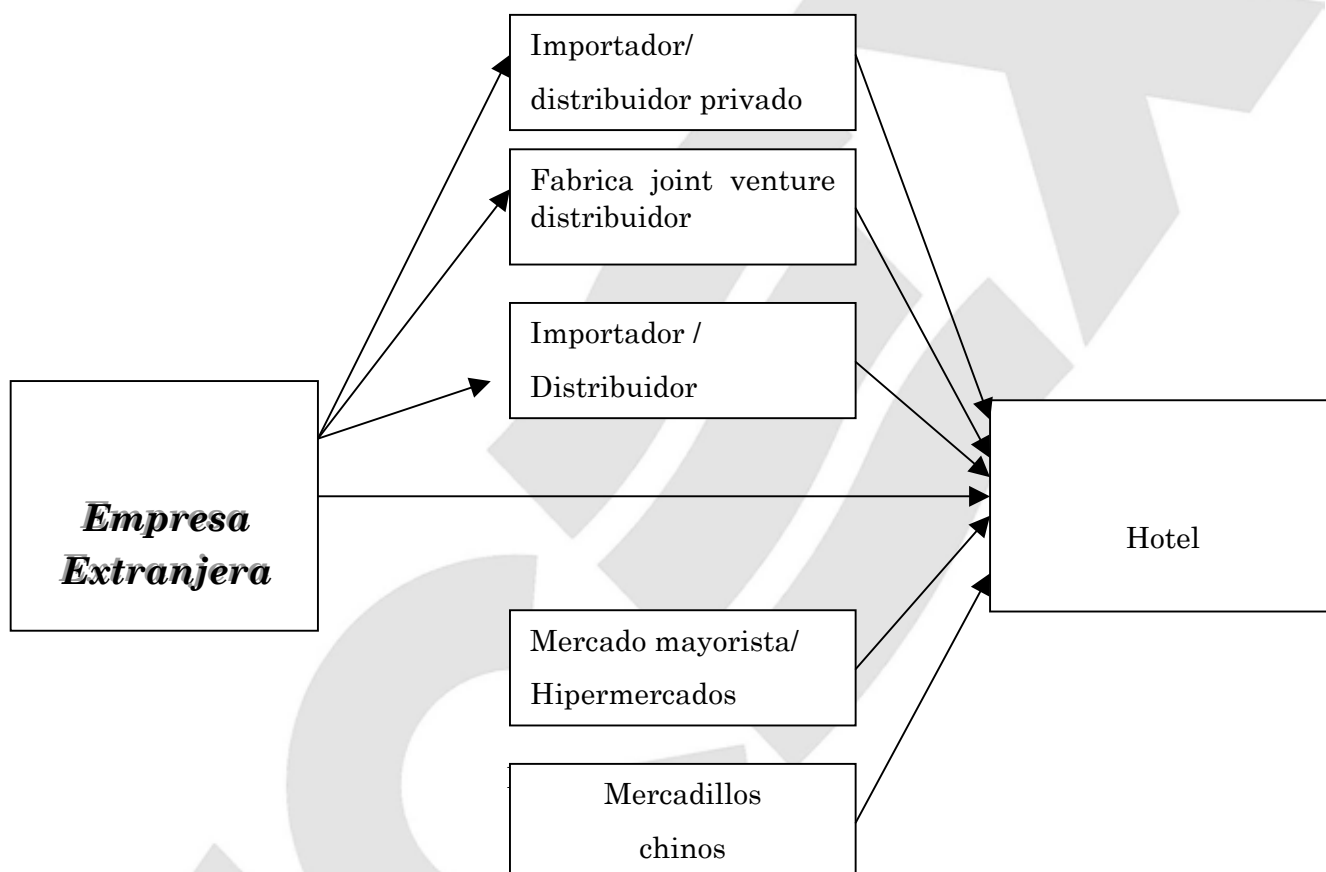 Importador/
distribuidor privado
Fabrica joint venture
distribuidor
Importador /
Distribuidor
Empresa
Extranjera
Hotel
Mercado mayorista/
Hipermercados
Mercadillos
chinos